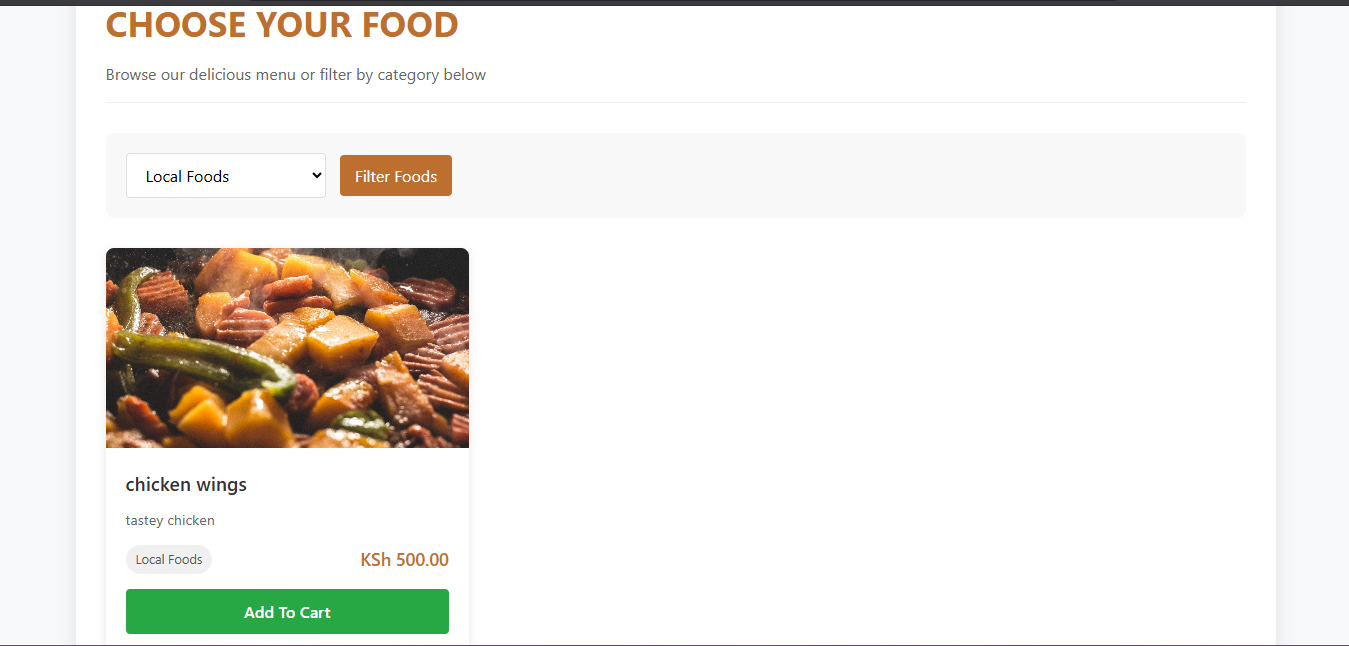 CHOOSE YOUR FOOD
Browse our delicious menu or filter by category below
Local Foods
Filter Foods
chicken wings
tastey chicken
Local Foods
KSh 500.00
Add To Cart